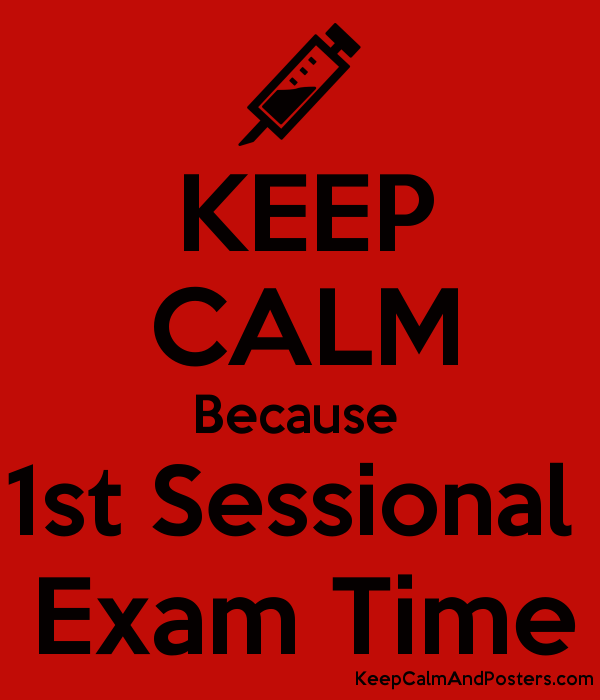 KEEP
CALM
Because
1st Sessional
Exam Time
KeepCalmAndPosters.com